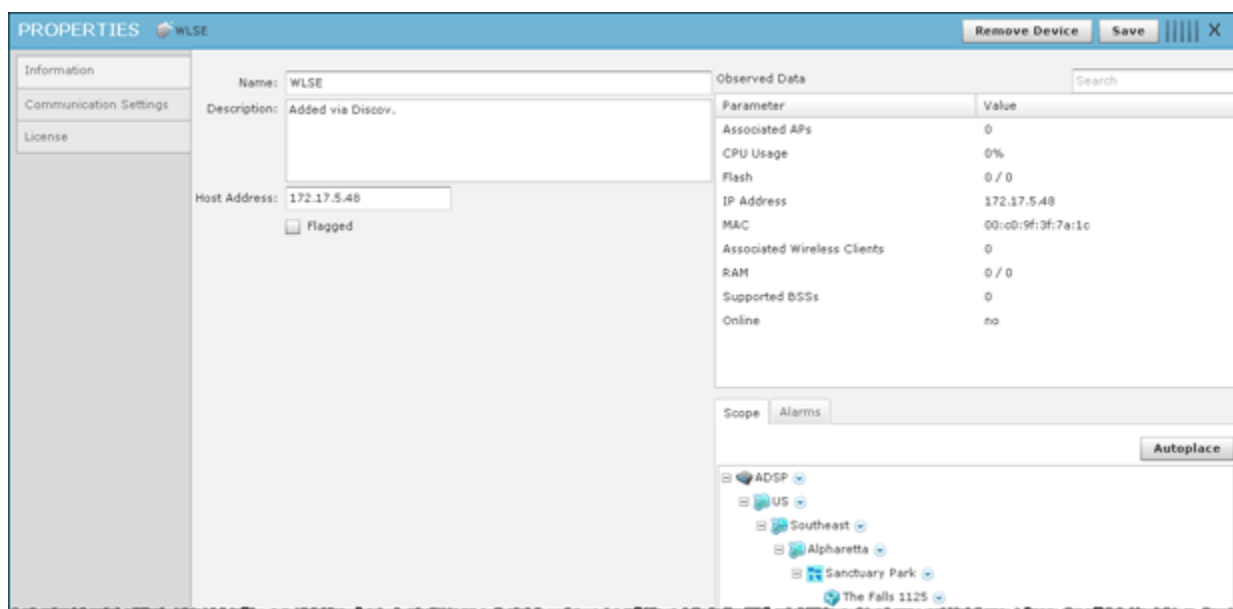 PROPERTIES WLSE Remove Device Save X
Information
Communication Settings
License
Name: WLSE
Description: Added via Discov.
Host Address: 172.17.5.48
Flagged
Observed Data Search
Parameter Value
Associated APs 0
CPU Usage 0%
Flash 0 / 0
IP Address 172.17.5.48
MAC 00:c0:9f:3f:7a:1c
Associated Wireless Clients 0
RAM 0 / 0
Supported BSSs 0
Online no
Scope Alarms
Autoplace
ADSP
US
Southeast
Alpharetta
Sanctuary Park
The Falls 1125